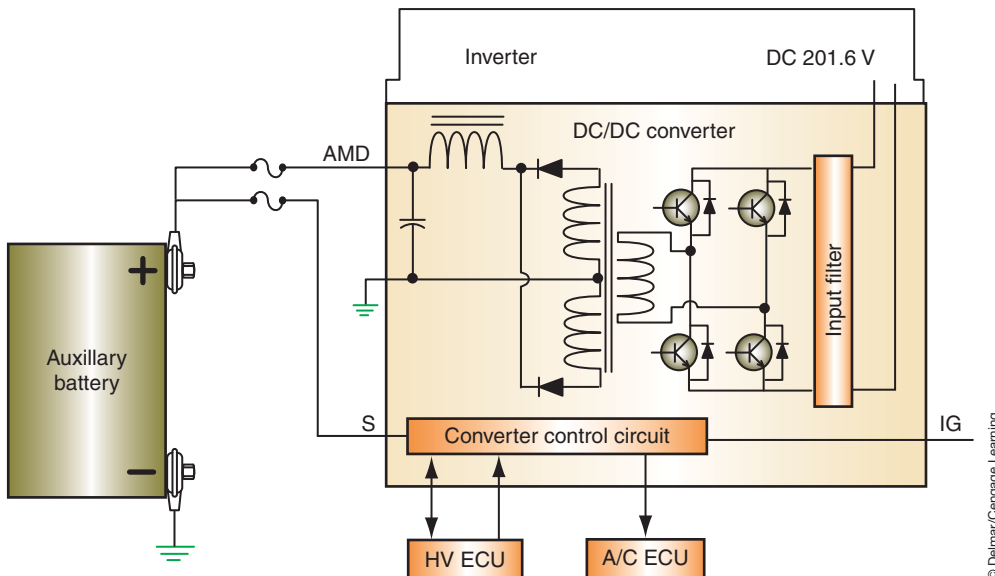 Inverter
DC 201.6 V
DC/DC converter
AMD
+
Auxillary
battery
−
Input filter
S
Converter control circuit
IG
HV ECU
A/C ECU
© Delmar/Cengage Learning